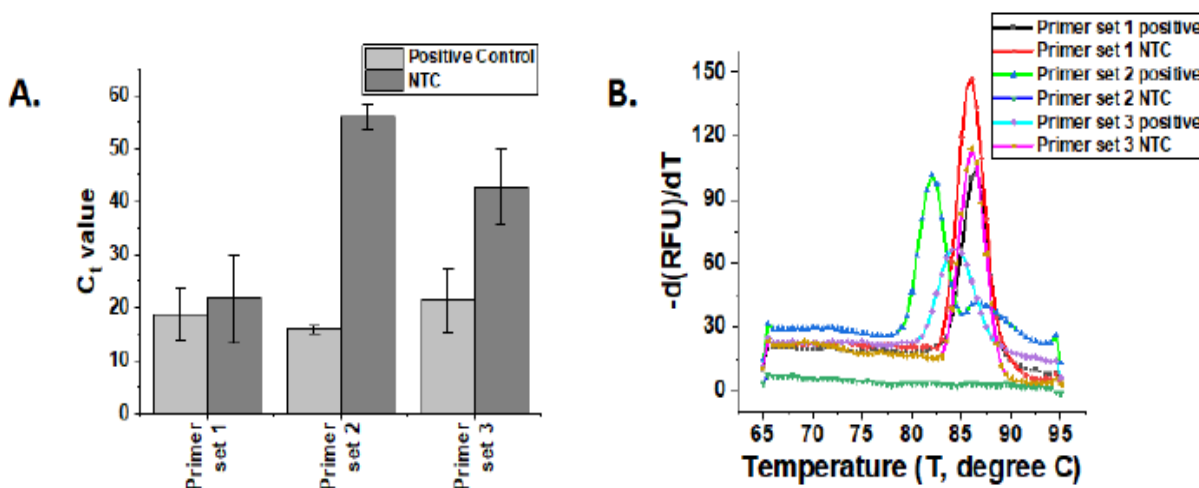 A.
Positive Control
NTC
60
50
40
30
20
10
0
Ct value
Primer set 1
Primer set 2
Primer set 3
B.
Primer set 1 positive
Primer set 1 NTC
Primer set 2 positive
Primer set 2 NTC
Primer set 3 positive
Primer set 3 NTC
150
120
90
60
30
0
-d(RFU)/dT
65 70 75 80 85 90 95
Temperature (T, degree C)